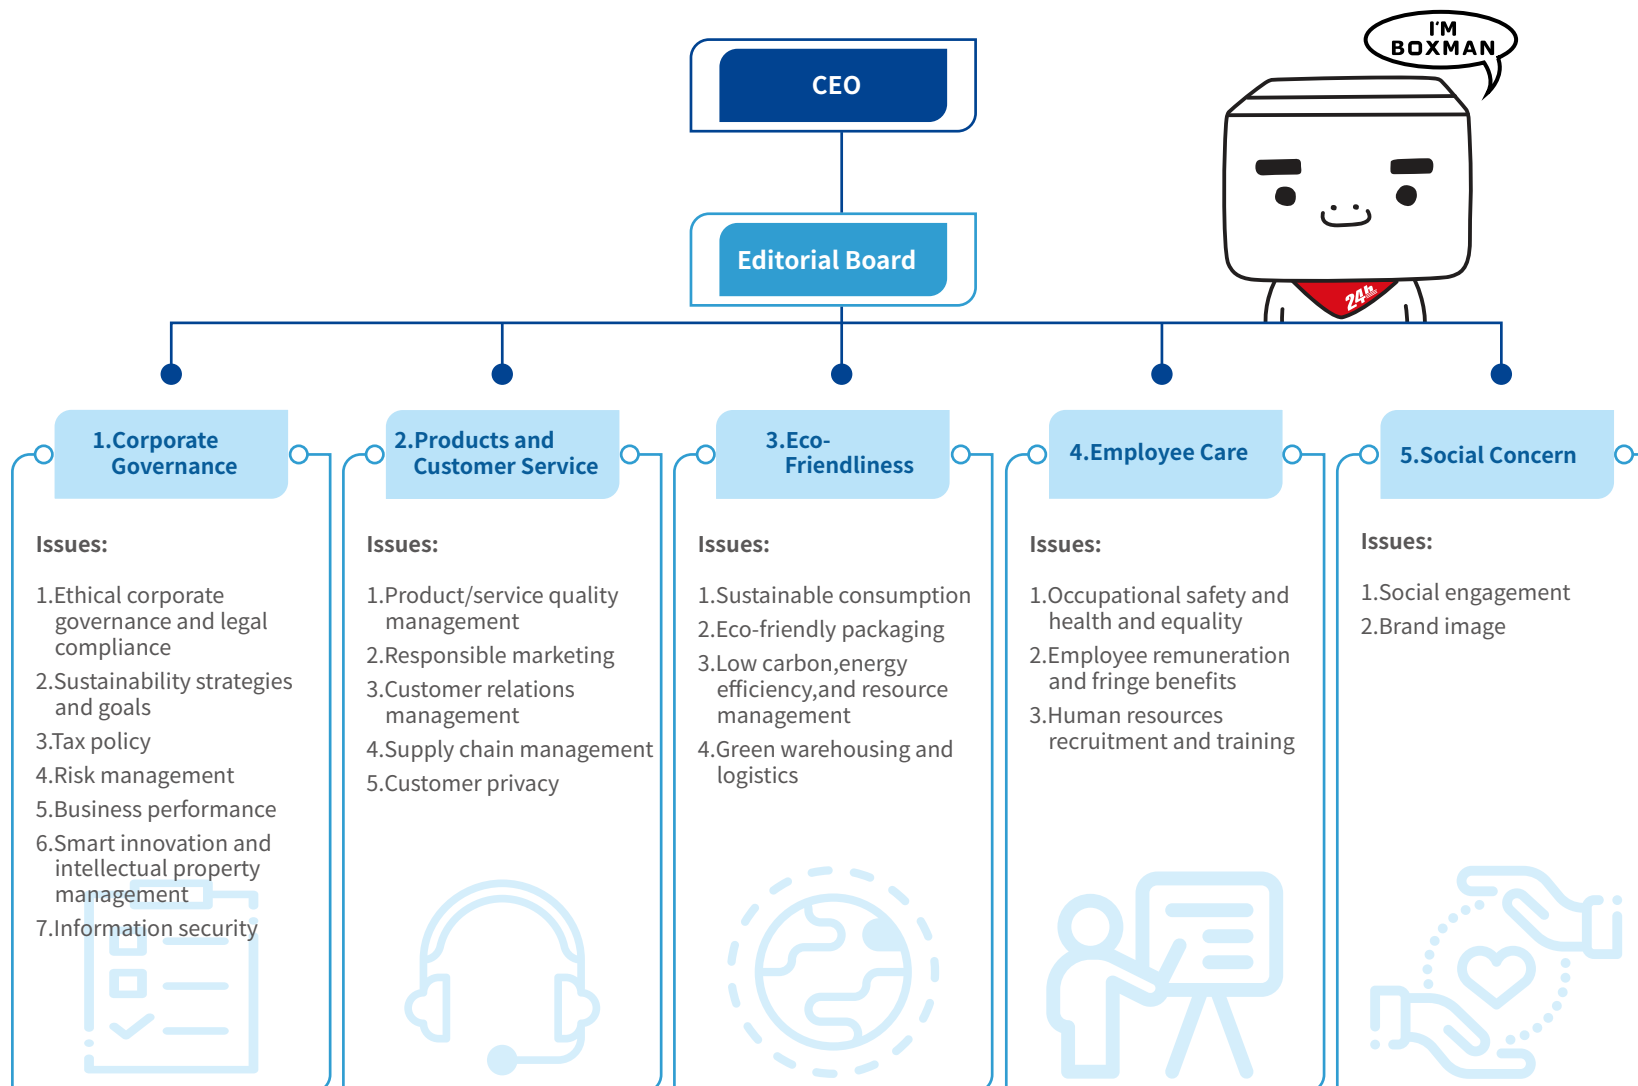 I'M
BOXMAN
CEO
Editorial Board
24h
1.Corporate
Governance
2.Products and
Customer Service
3.Eco-
Friendliness
4.Employee Care
5.Social Concern
Issues:
1.Ethical corporate
governance and legal
compliance
2.Sustainability strategies
and goals
3.Tax policy
4.Risk management
5.Business performance
6.Smart innovation and
intellectual property
management
7.Information security
Issues:
1.Product/service quality
management
2.Responsible marketing
3.Customer relations
management
4.Supply chain management
5.Customer privacy
Issues:
1.Sustainable consumption
2.Eco-friendly packaging
3.Low carbon,energy
efficiency,and resource
management
4.Green warehousing and
logistics
Issues:
1.Occupational safety and
health and equality
2.Employee remuneration
and fringe benefits
3.Human resources
recruitment and training
Issues:
1.Social engagement
2.Brand image